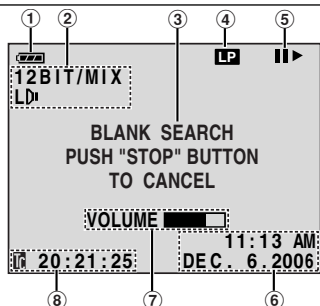 ① ② ③ ④ ⑤
LP
12BIT/MIX
L
BLANK SEARCH
PUSH "STOP" BUTTON
TO CANCEL
VOLUME
11:13 AM
20:21:25
DEC. 6.2006
⑧ ⑦ ⑥